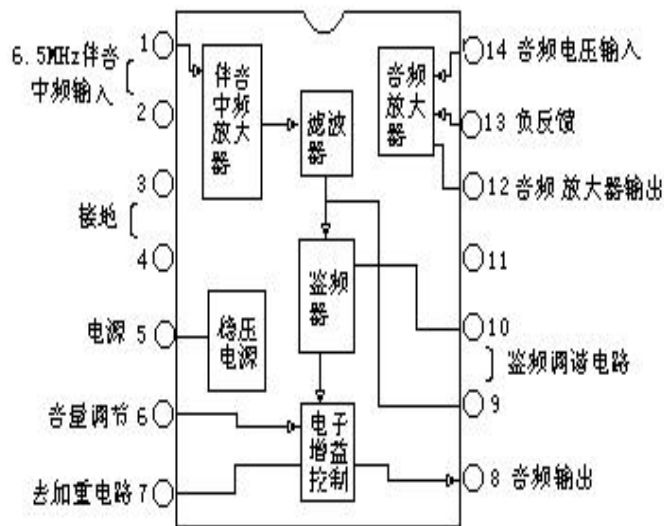 1
6.5MHz伴音
中频输入
2
3
接地
4
电源 5
音量调节 6
去加重电路 7
伴音
中频
放大
器
滤波
器
鉴频
器
稳压
电源
电子
增益
控制
音频
放大
器
14 音频电压输入
13 负反馈
12 音频 放大器输出
11
10
鉴频调谐电路
9
8 音频输出